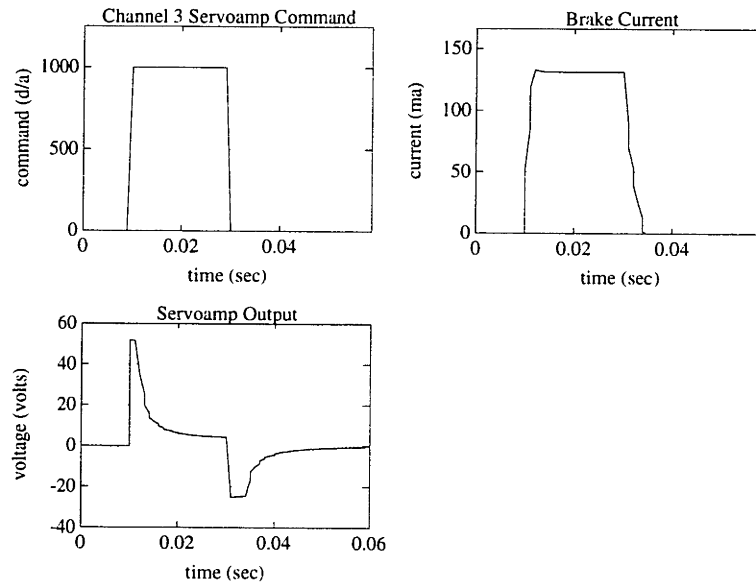 Channel 3 Servoamp Command
1000
500
0
command (d/a)
0
0.02
0.04
time (sec)
Brake Current
150
100
50
0
current (ma)
0
0.02
0.04
time (sec)
Servoamp Output
60
40
20
0
-20
-40
voltage (volts)
0
0.02
0.04
0.06
time (sec)